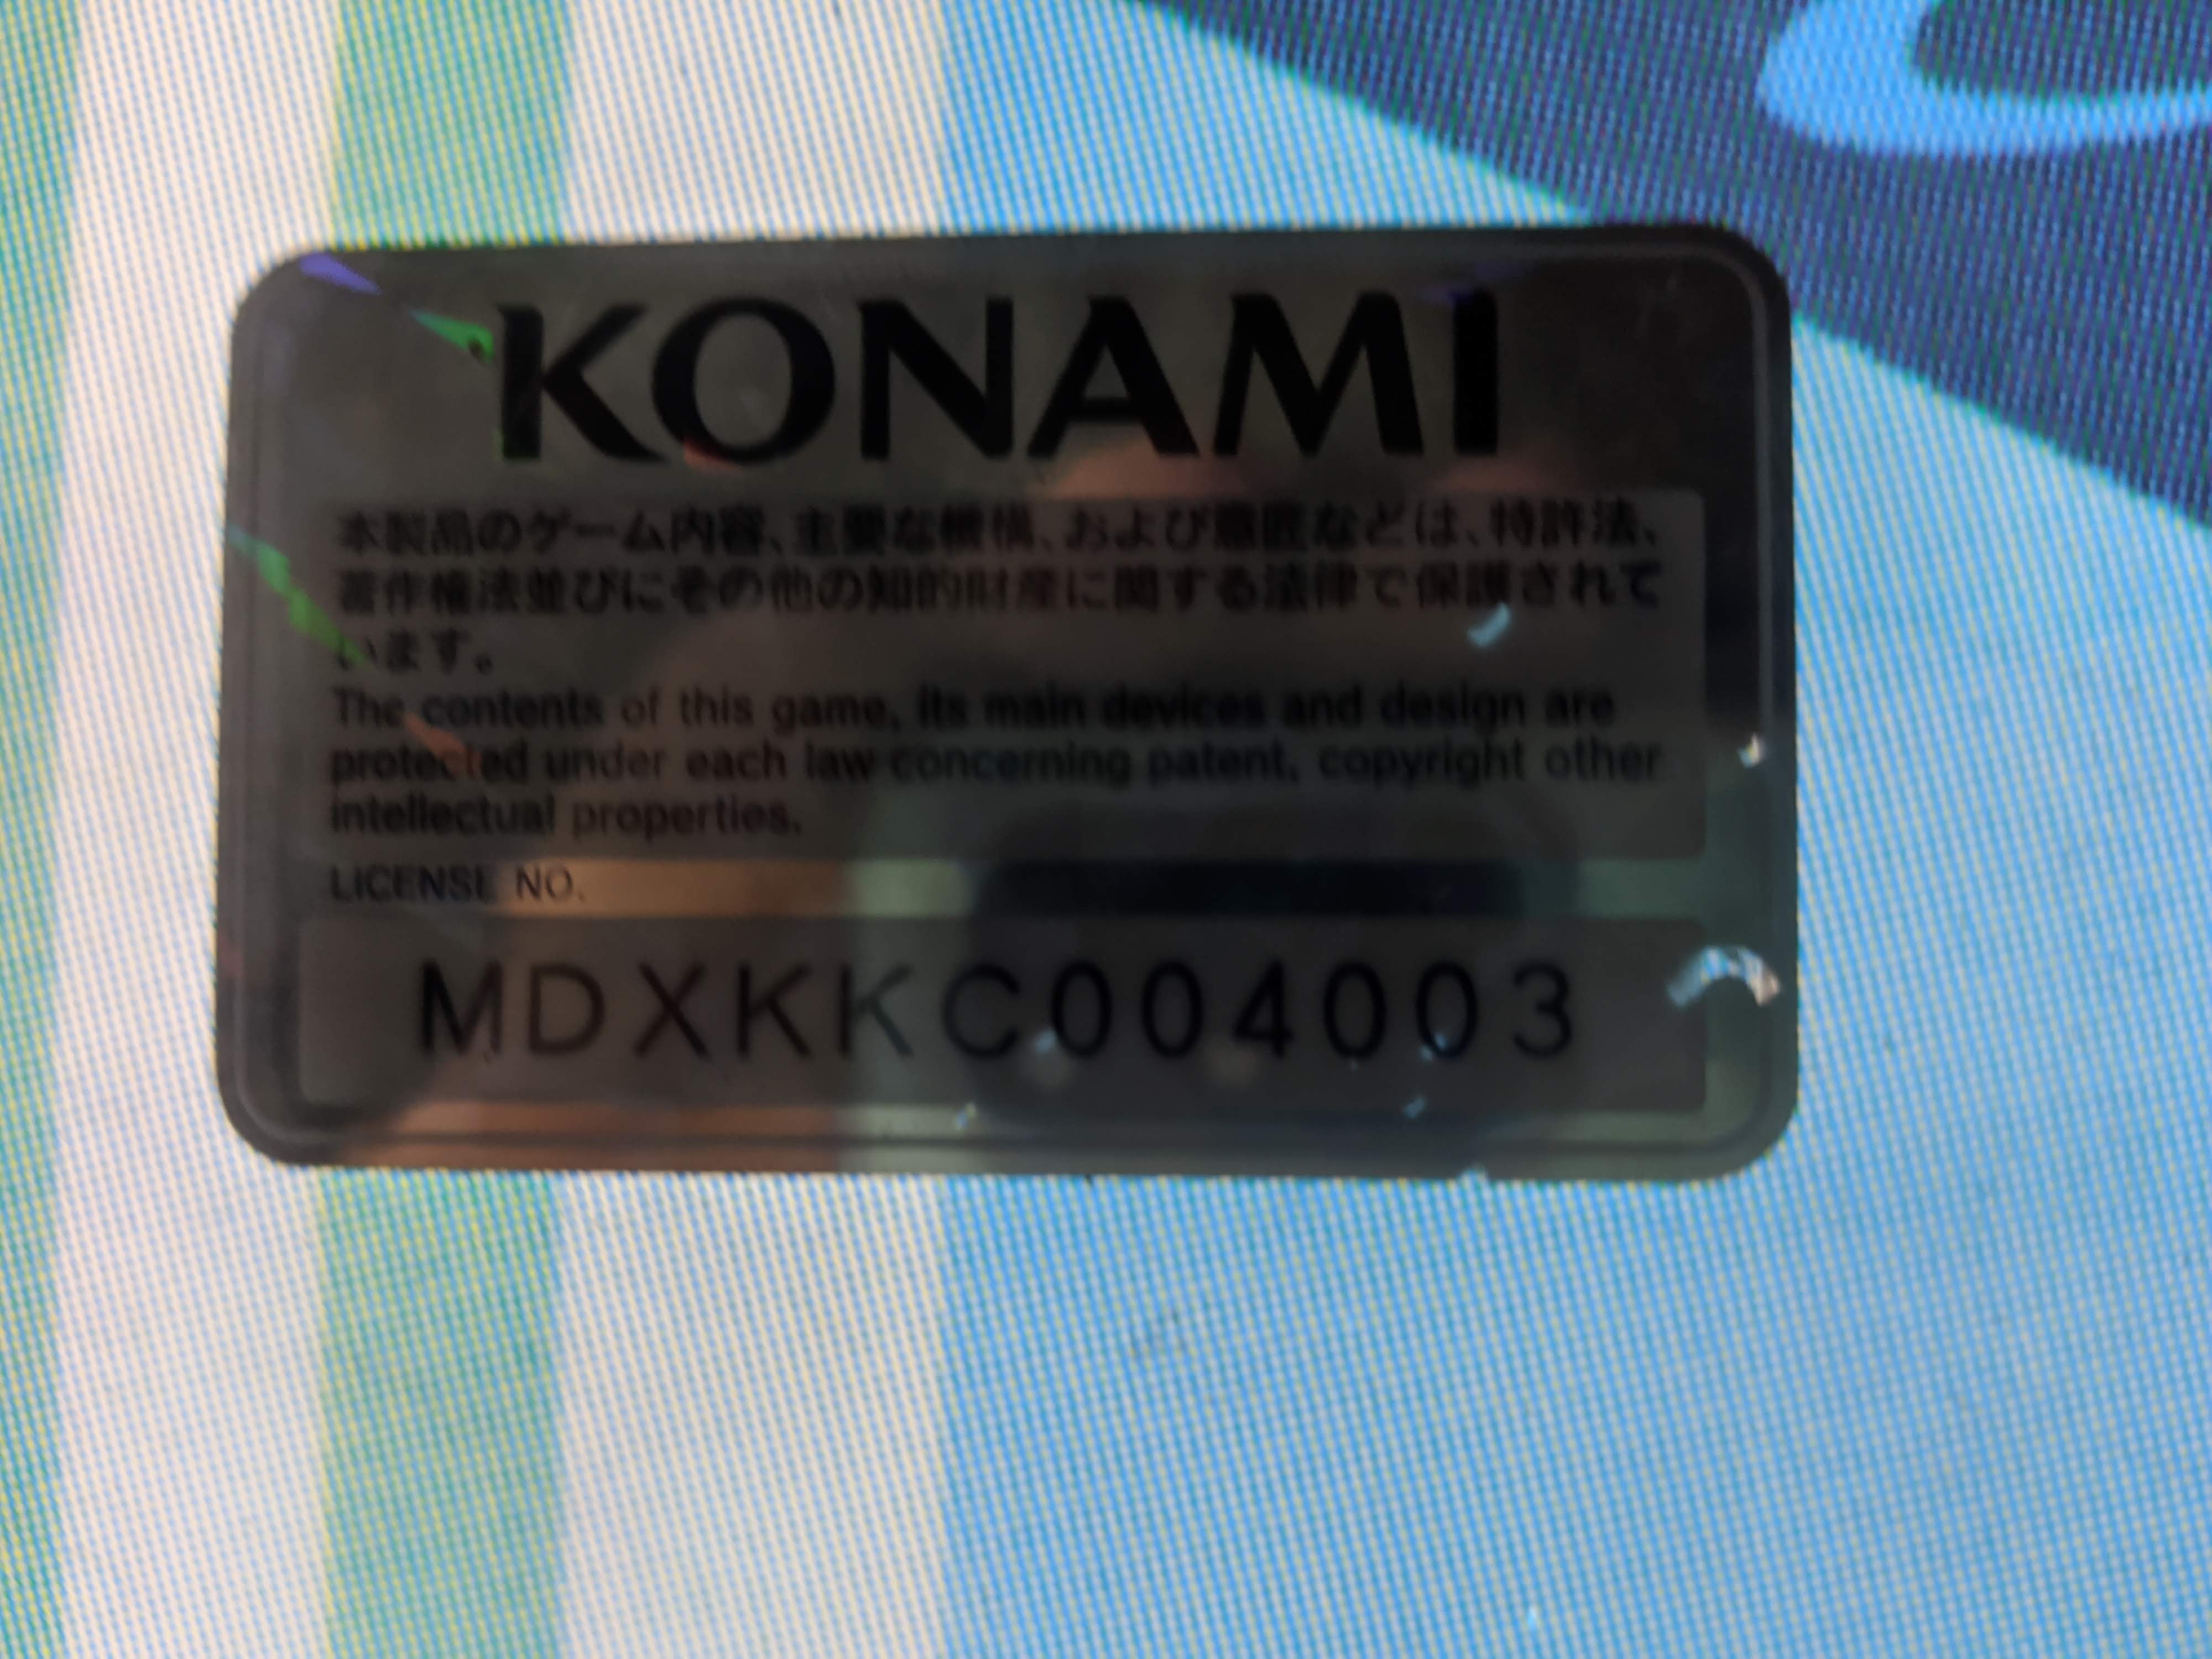 KONAMI
本製品のゲーム内容、主要な機構、および意匠などは、特許法、
著作権法並びにその他の知的財産に関する法律で保護されて
います。
The contents of this game, its main devices and design are
protected under each law concerning patent, copyright other
intellectual properties.
LICENSE NO.
MDXKKC004003